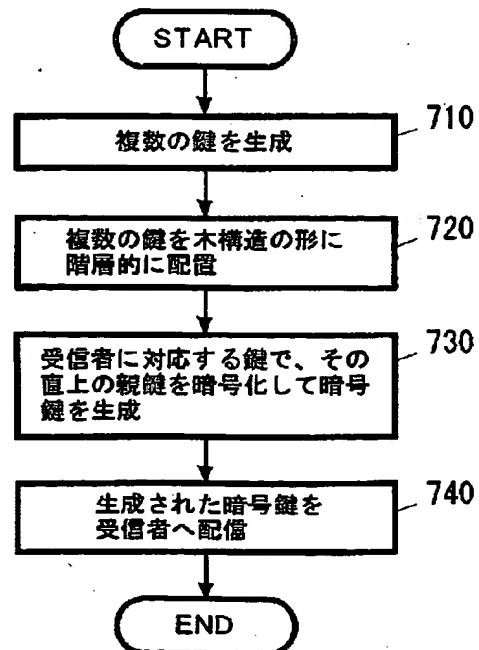 START
複数の鍵を生成
710
複数の鍵を木構造の形に
階層的に配置
720
受信者に対応する鍵で、その
直上の親鍵を暗号化して暗号
鍵を生成
730
生成された暗号鍵を
受信者へ配信
740
END